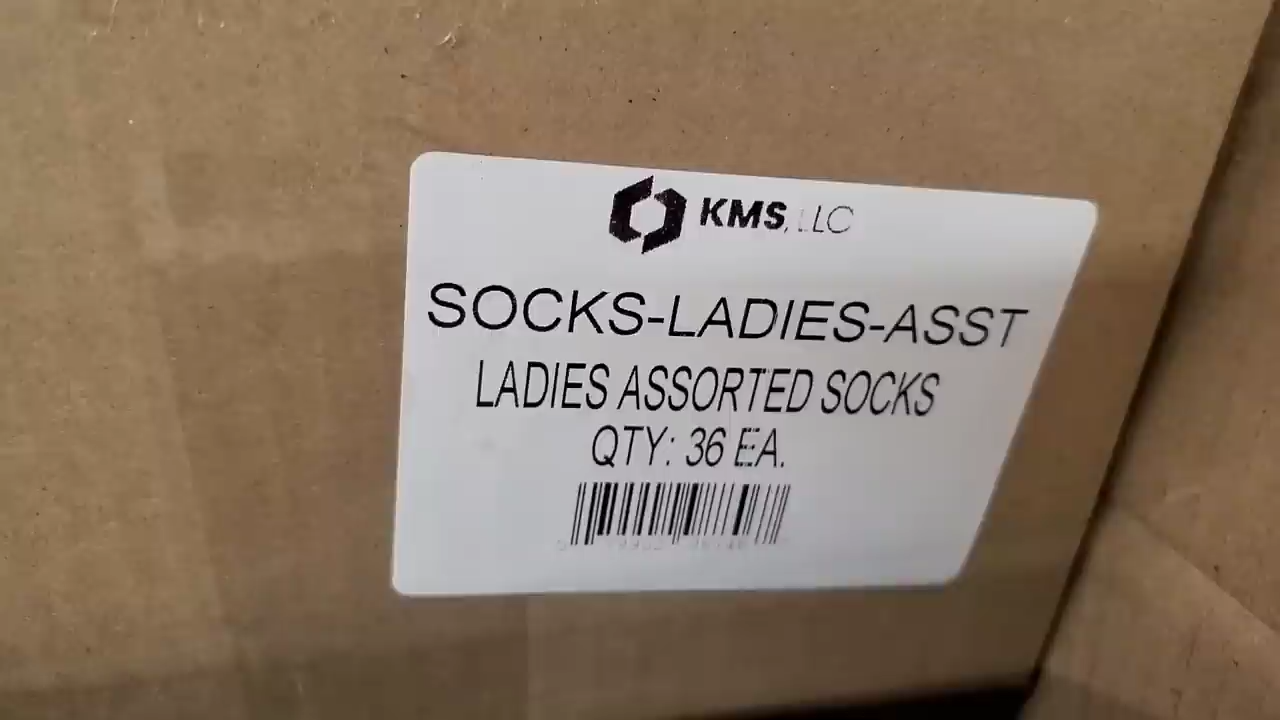 KMS, LLC
SOCKS-LADIES-ASST
LADIES ASSORTED SOCKS
QTY: 36 EA.